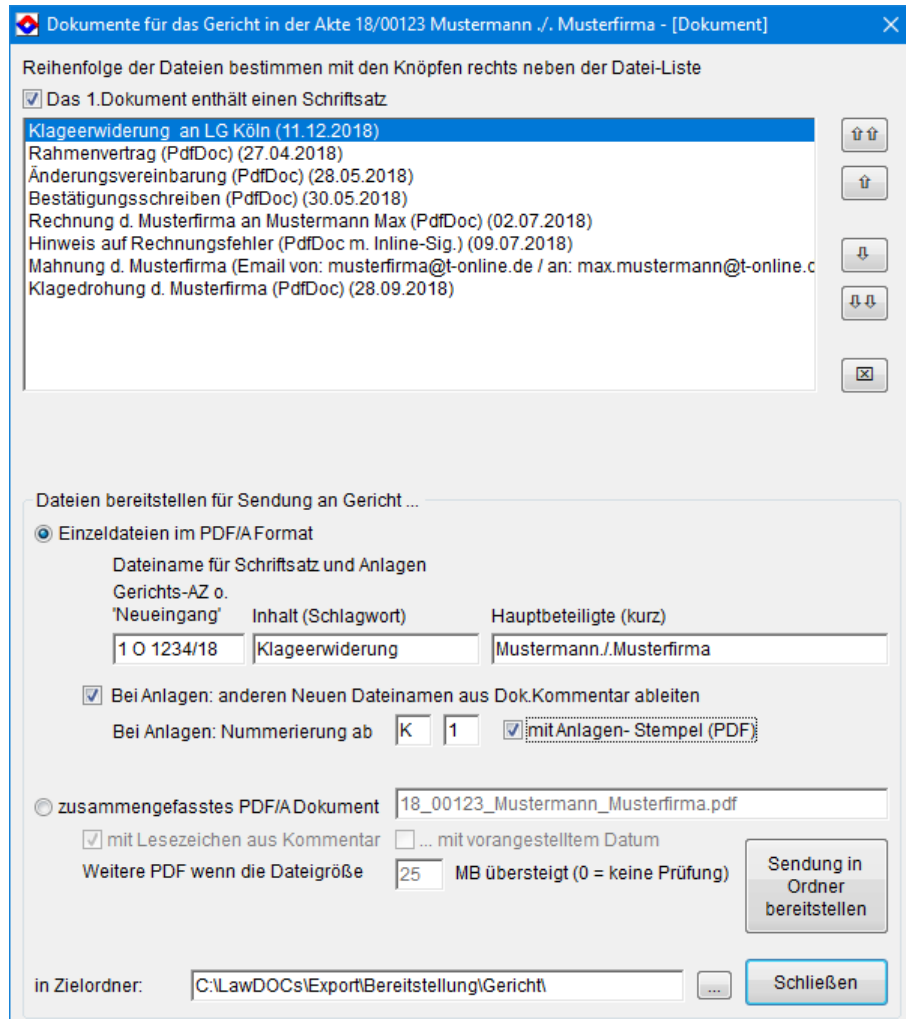 Dokumente für das Gericht in der Akte 18/00123 Mustermann ./. Musterfirma - [Dokument]
Reihenfolge der Dateien bestimmen mit den Knöpfen rechts neben der Datei-Liste
Das 1.Dokument enthält einen Schriftsatz
Klageerwiderung an LG Köln (11.12.2018)
Rahmenvertrag (PdfDoc) (27.04.2018)
Änderungsvereinbarung (PdfDoc) (28.05.2018)
Bestätigungsschreiben (PdfDoc) (30.05.2018)
Rechnung d. Musterfirma an Mustermann Max (PdfDoc) (02.07.2018)
Hinweis auf Rechnungsfehler (PdfDoc m. Inline-Sig.) (09.07.2018)
Mahnung d. Musterfirma (Email von: musterfirma@t-online.de / an: max.mustermann@t-online.c
Klagedrohung d. Musterfirma (PdfDoc) (28.09.2018)
Dateien bereitstellen für Sendung an Gericht ...
Einzeldateien im PDF/A Format
Dateiname für Schriftsatz und Anlagen
Gerichts-AZ o.
'Neueingang' Inhalt (Schlagwort) Hauptbeteiligte (kurz)
1 O 1234/18 Klageerwiderung Mustermann./.Musterfirma
Bei Anlagen: anderen Neuen Dateinamen aus Dok.Kommentar ableiten
Bei Anlagen: Nummerierung ab K 1 mit Anlagen- Stempel (PDF)
zusammengefasstes PDF/A Dokument 18_00123_Mustermann_Musterfirma.pdf
mit Lesezeichen aus Kommentar ... mit vorangestelltem Datum
Weitere PDF wenn die Dateigröße 25 MB übersteigt (0 = keine Prüfung)
Sendung in
Ordner
bereitstellen
in Zielordner: C:\LawDOCs\Export\Bereitstellung\Gericht\ ... Schließen